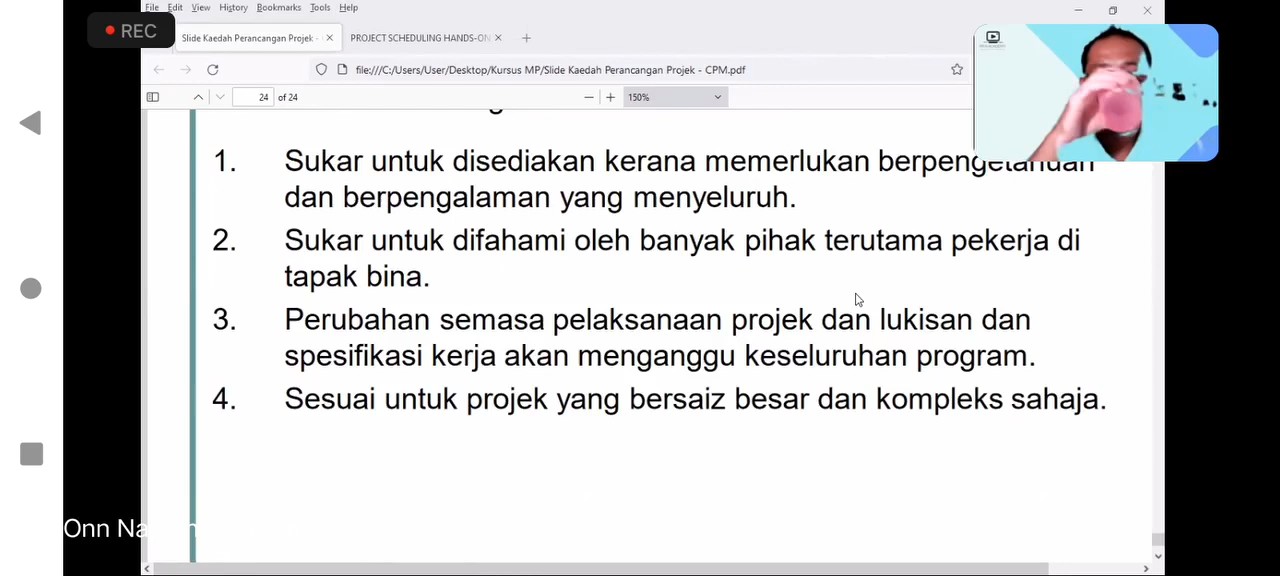 File Edit View History Bookmarks Tools Help
REC
Slide Kaedah Perancangan Projek -
PROJECT SCHEDULING HANDS-ON
file:///C:/Users/User/Desktop/Kursus MP/Slide Kaedah Perancangan Projek - CPM.pdf
24 of 24
150%
1. Sukar untuk disediakan kerana memerlukan berpengetahuan
dan berpengalaman yang menyeluruh.
2. Sukar untuk difahami oleh banyak pihak terutama pekerja di
tapak bina.
3. Perubahan semasa pelaksanaan projek dan lukisan dan
spesifikasi kerja akan menganggu keseluruhan program.
4. Sesuai untuk projek yang bersaiz besar dan kompleks sahaja.
Onn